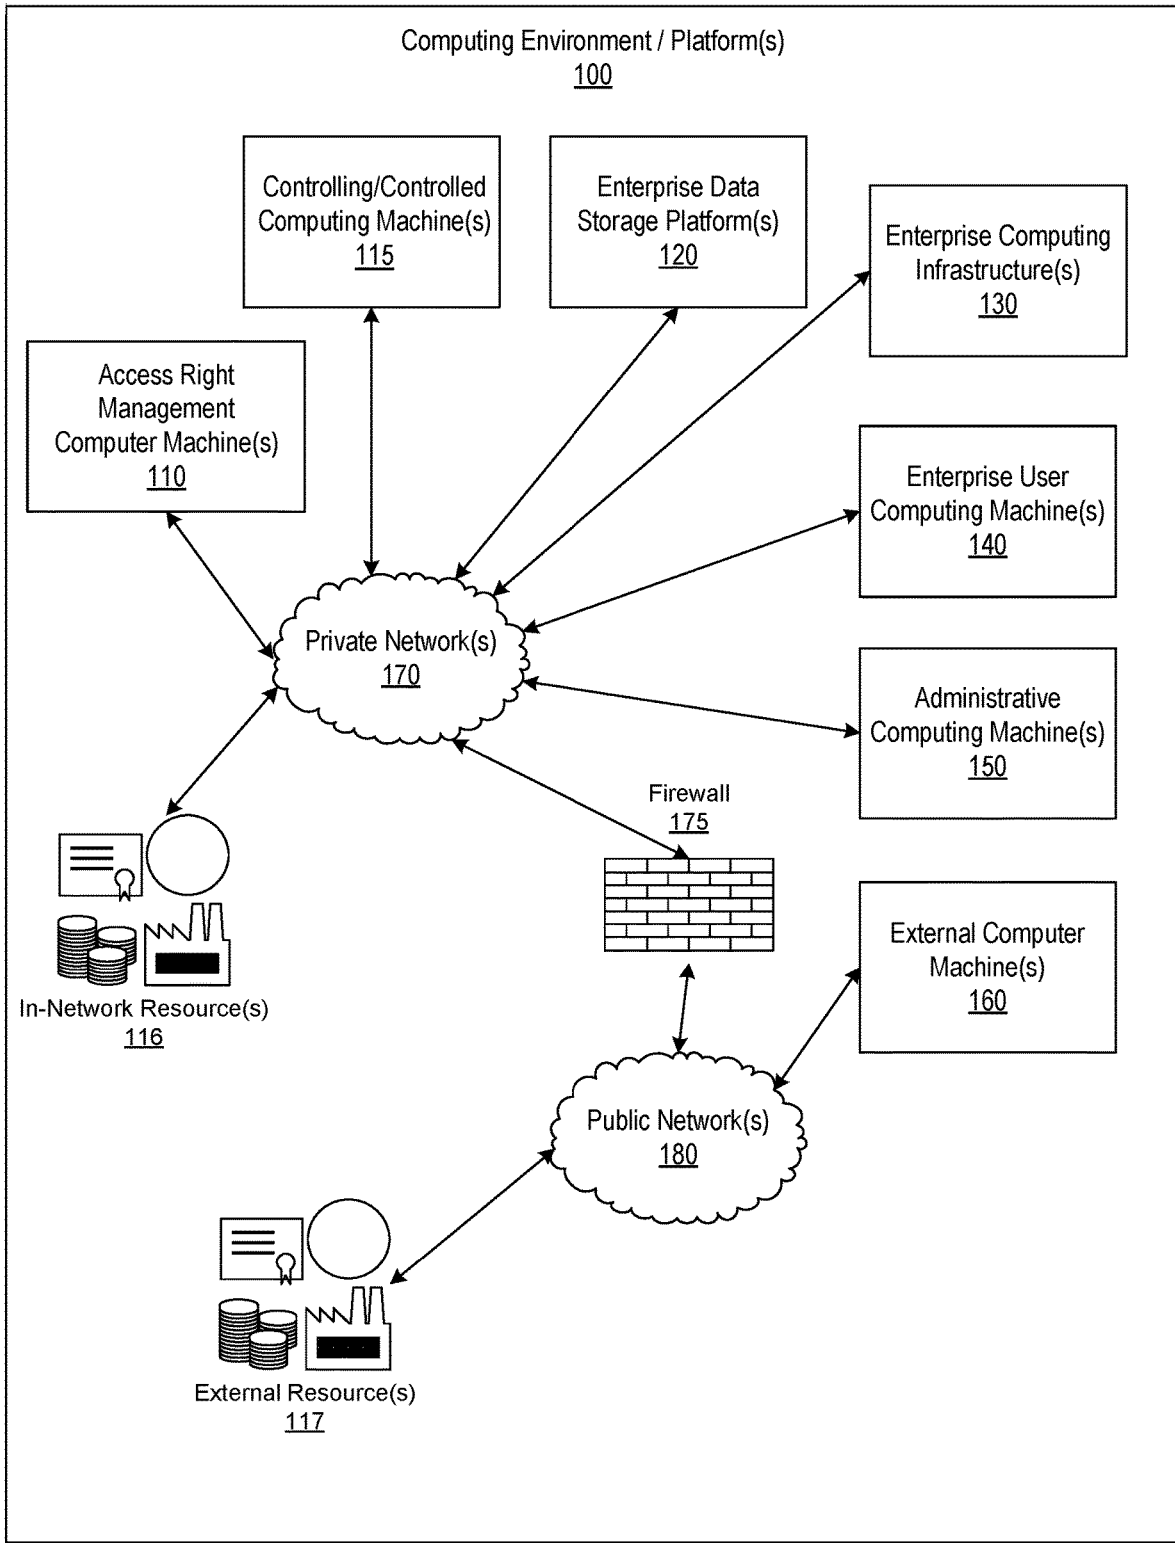 Computing Environment / Platform(s)
100
Controlling/Controlled
Computing Machine(s)
115
Enterprise Data
Storage Platform(s)
120
Enterprise Computing
Infrastructure(s)
130
Access Right
Management
Computer Machine(s)
110
Enterprise User
Computing Machine(s)
140
Private Network(s)
170
Administrative
Computing Machine(s)
150
Firewall
175
External Computer
Machine(s)
160
In-Network Resource(s)
116
Public Network(s)
180
External Resource(s)
117